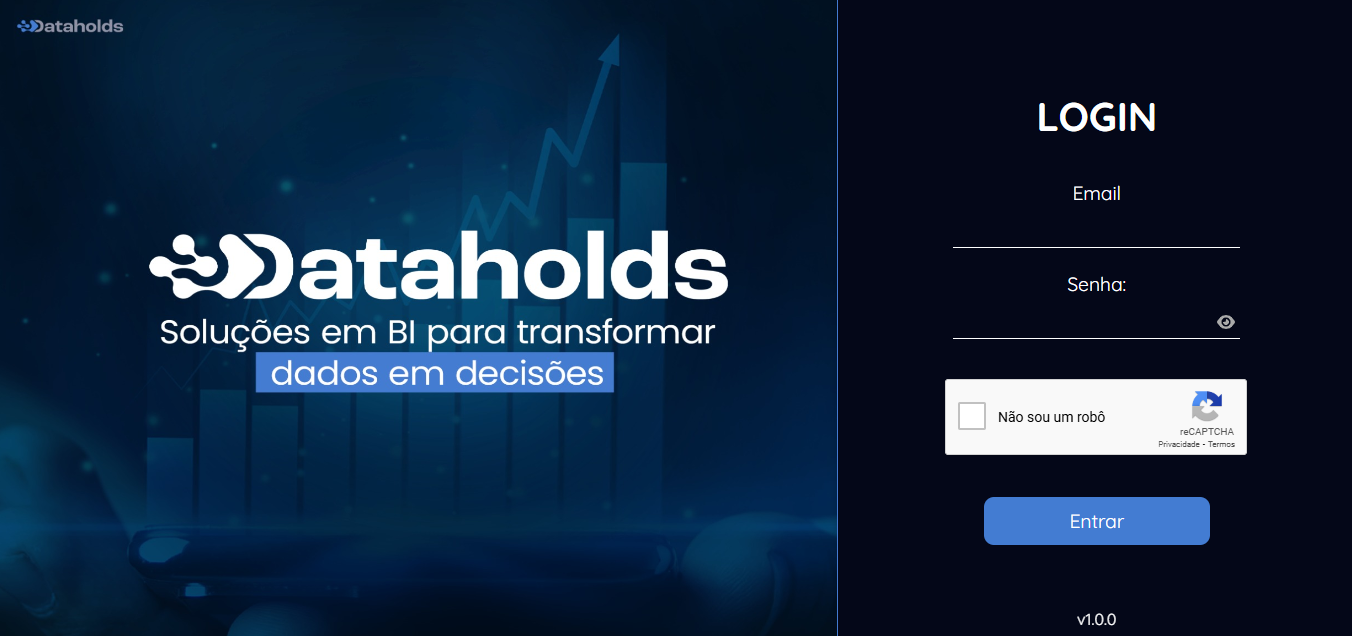 Dataholds
Dataholds
Soluções em BI para transformar
dados em decisões
LOGIN
Email
Senha:
Não sou um robô
reCAPTCHA
Privacidade - Termos
Entrar
v1.0.0